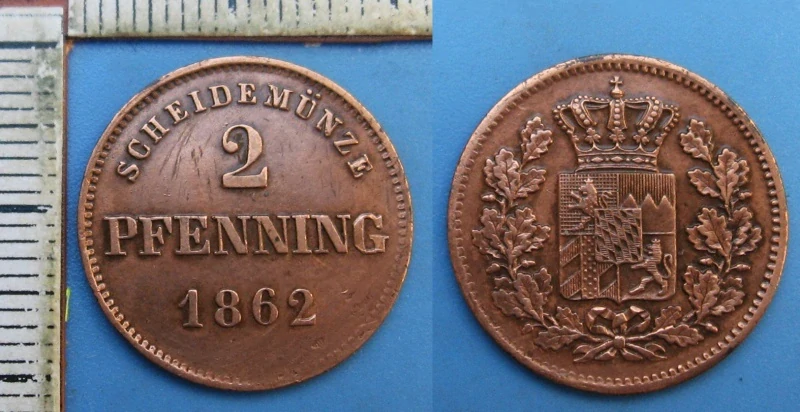 SCHEIDEMÜNZE
2
PFENNING
1862